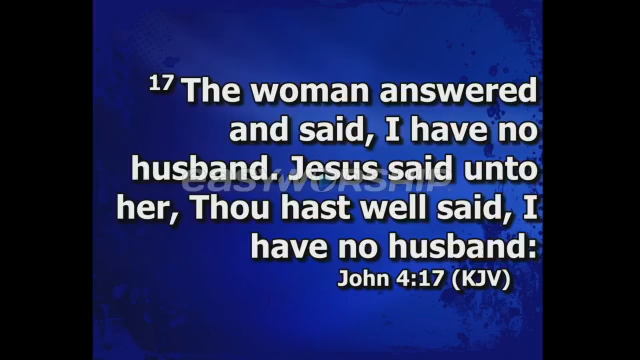 17 The woman answered
and said, I have no
husband. Jesus said unto
easyworship
her, Thou hast well said, I
have no husband:
John 4:17 (KJV)